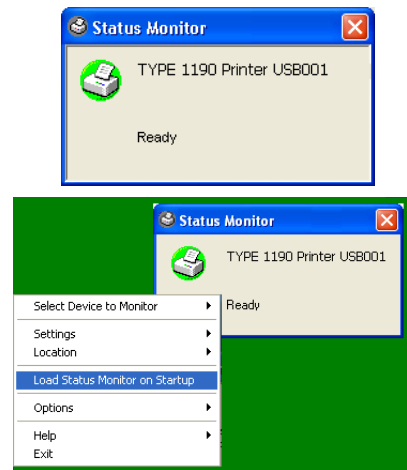 Status Monitor
TYPE 1190 Printer USB001
Ready
Status Monitor
TYPE 1190 Printer USB001
Ready
Select Device to Monitor
Settings
Location
Load Status Monitor on Startup
Options
Help
Exit